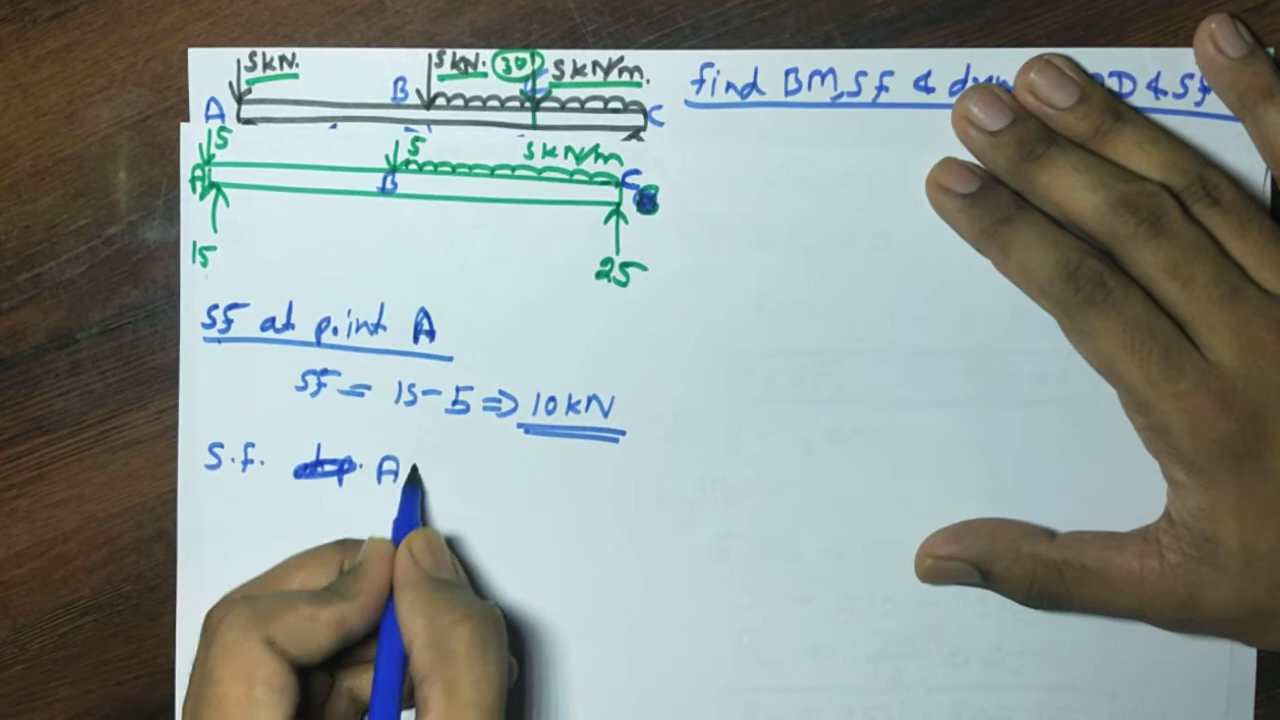 5kN. 5kN. 30 5kN/m.
find BM, Sf &
A B C
5 5 5kN/m
A B C
15 25
SF at point A
SF = 15-5 ⇒ 10kN
S.f. A